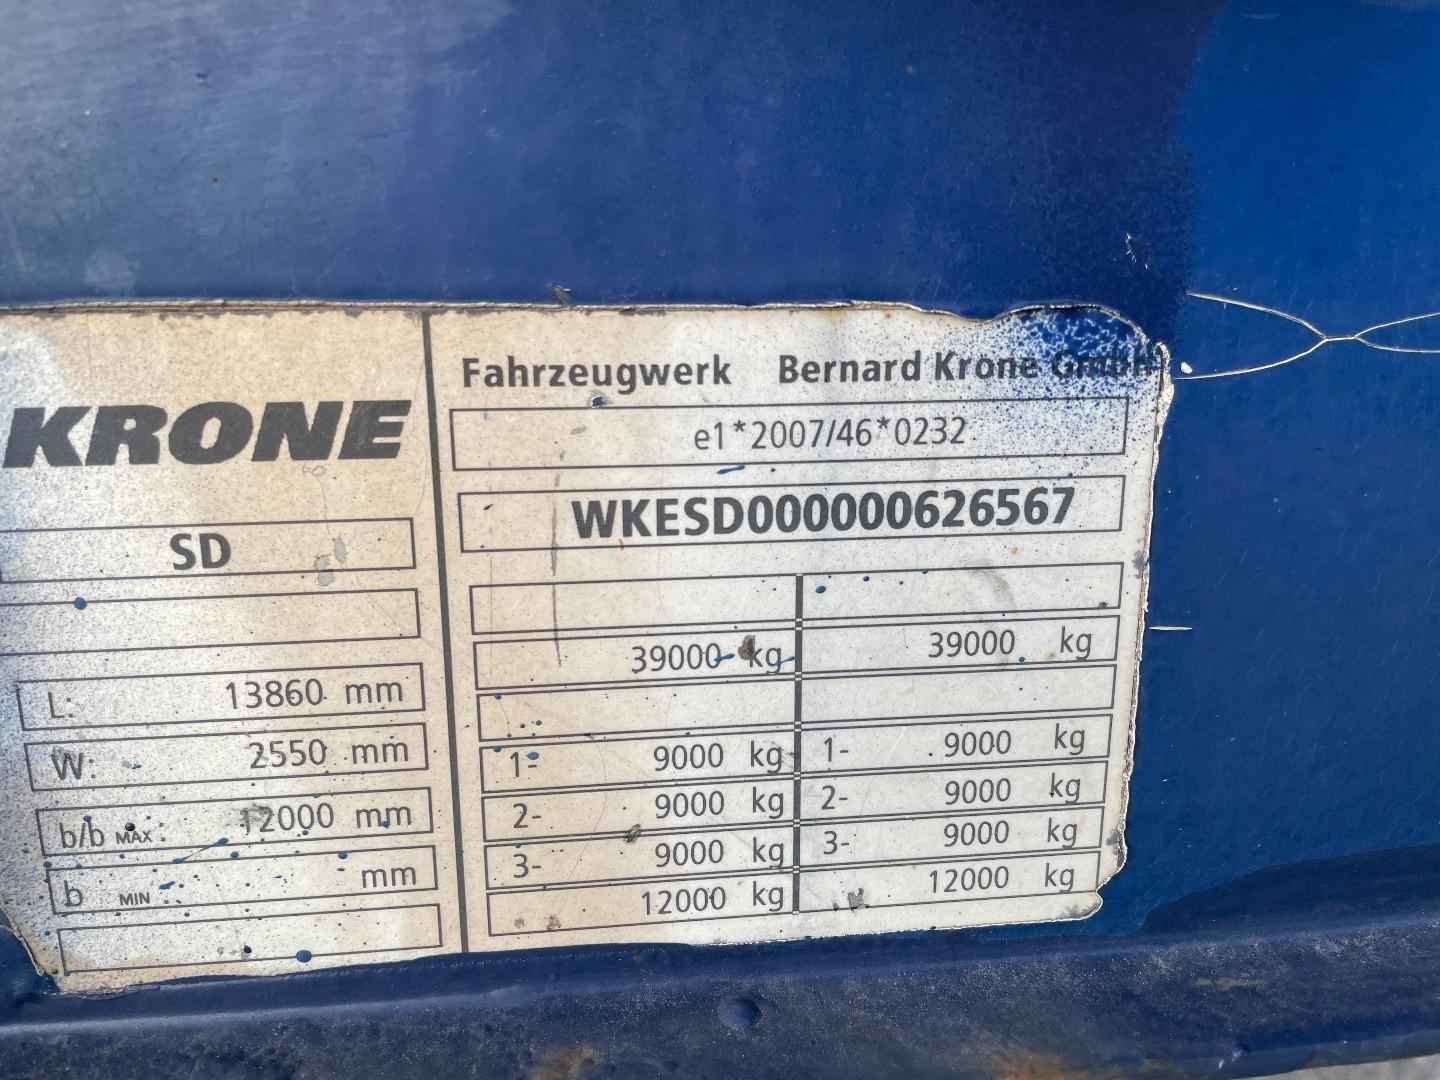 KRONE
SD
L: 13860 mm
W: 2550 mm
b/b MAX: 12000 mm
b MIN mm
Fahrzeugwerk Bernard Krone GmbH
e1*2007/46*0232
WKESD000000626567
39000 kg 39000 kg
1- 9000 kg 1- 9000 kg
2- 9000 kg 2- 9000 kg
3- 9000 kg 3- 9000 kg
12000 kg 12000 kg